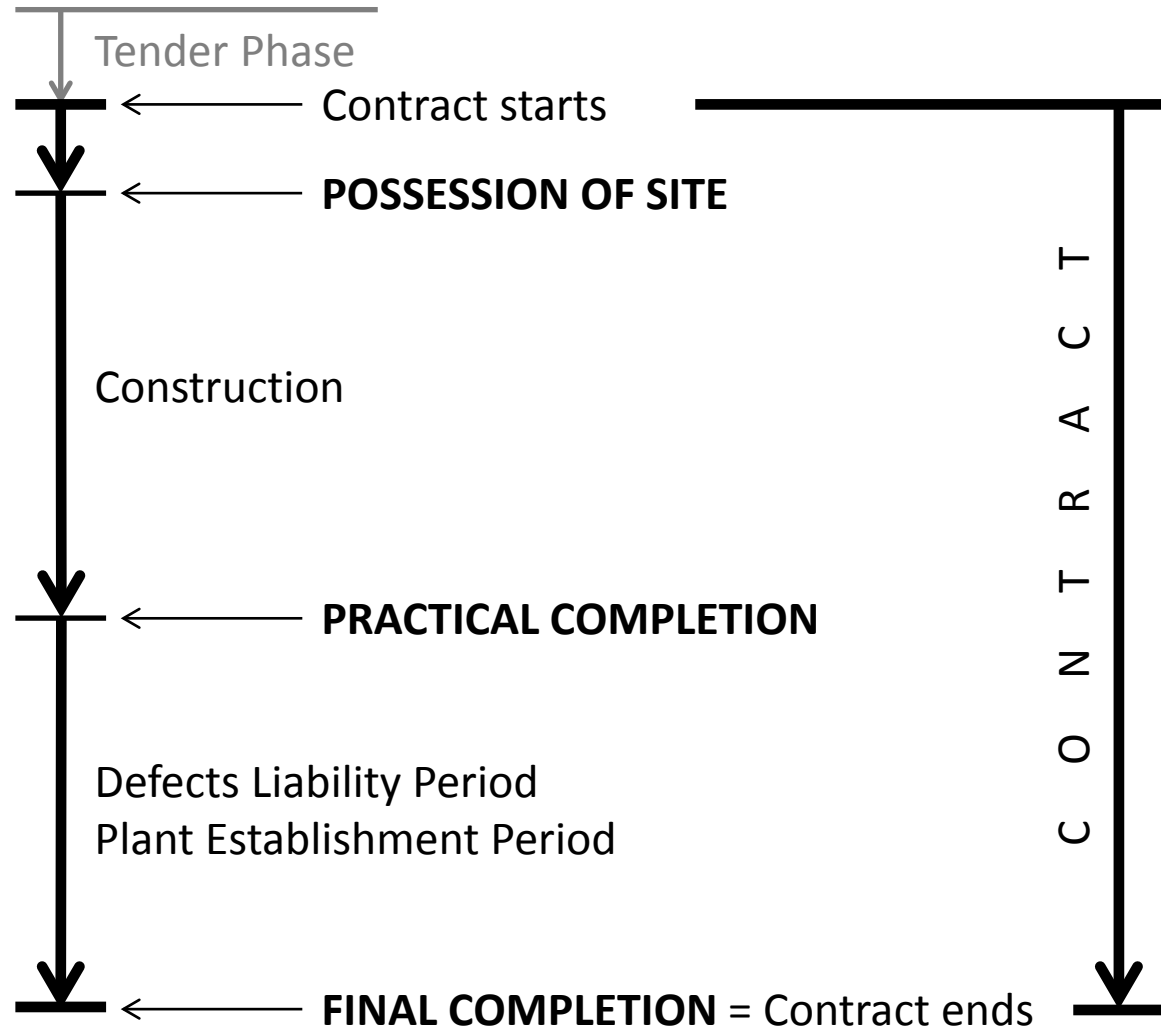 Tender Phase
Contract starts
POSSESSION OF SITE
Construction
PRACTICAL COMPLETION
Defects Liability Period
Plant Establishment Period
FINAL COMPLETION = Contract ends
CONTRACT